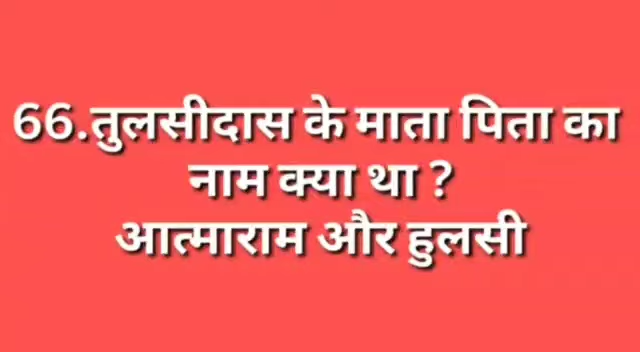 66.तुलसीदास के माता पिता का
नाम क्या था ?
आत्माराम और हुलसी